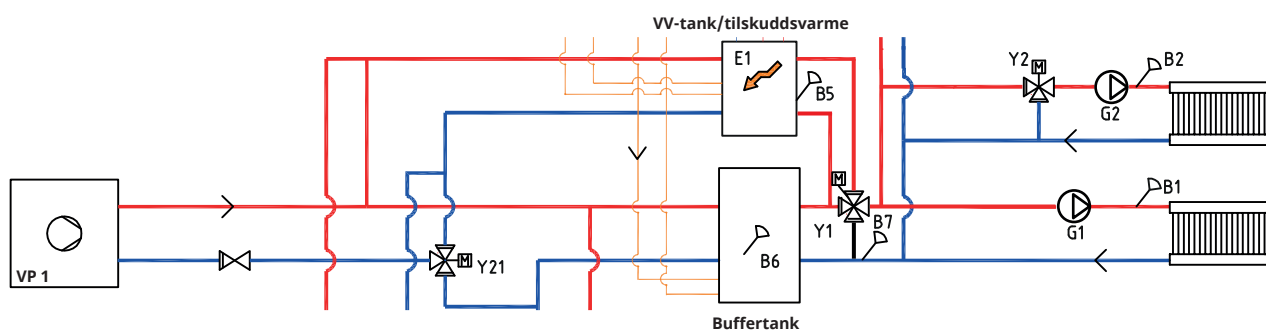 VV-tank/tilskuddsvarme
E1
B5
Y2
M
B2
G2
M
B1
Y1
B7
G1
VP 1
M
Y21
B6
Buffertank